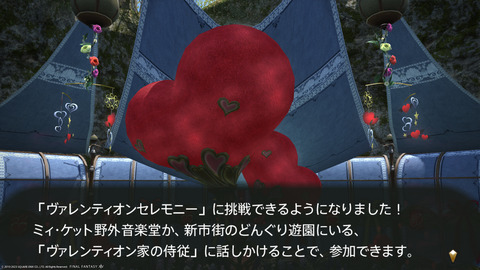 「ヴァレンティオンセレモニー」に挑戦できるようになりました！
ミィ・ケット野外音楽堂か、新市街のどんぐり遊園にいる、
「ヴァレンティオン家の侍従」に話しかけることで、参加できます。
FINAL FANTASY XIV